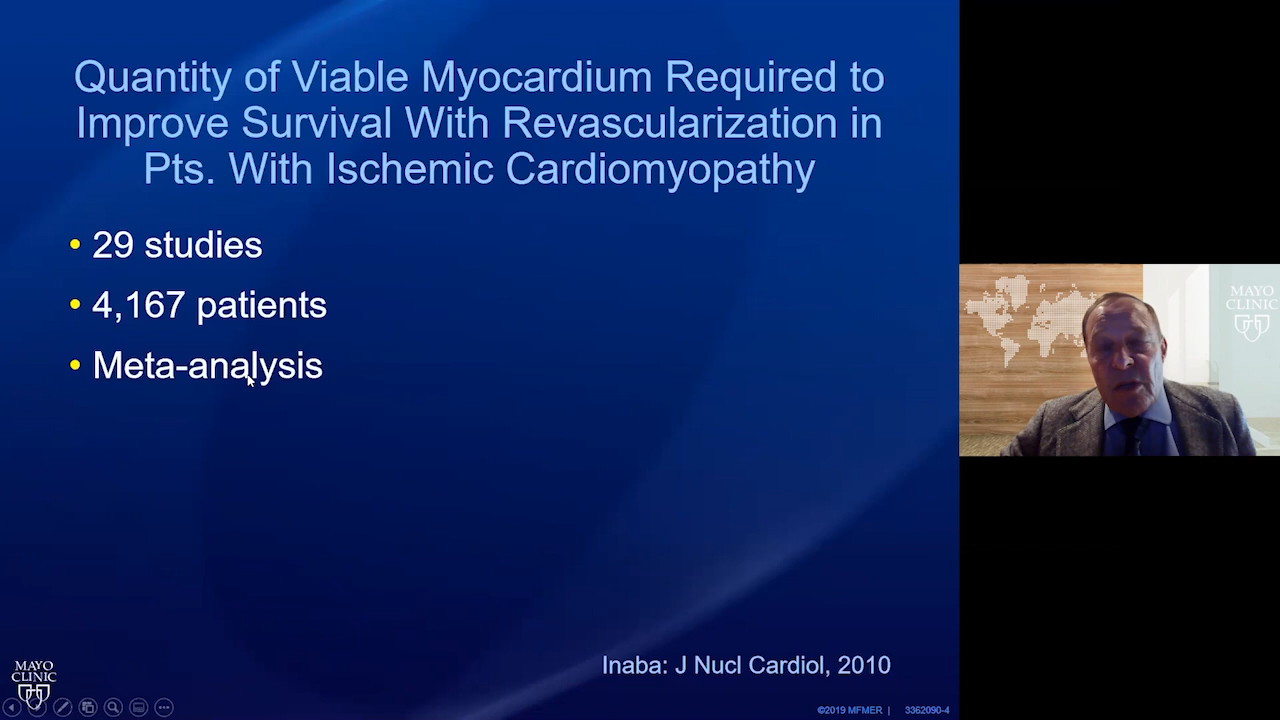 Quantity of Viable Myocardium Required to
Improve Survival With Revascularization in
Pts. With Ischemic Cardiomyopathy
• 29 studies
• 4,167 patients
• Meta-analysis
Inaba: J Nucl Cardiol, 2010
MAYO
CLINIC
©2019 MFMER | 3362090-4
MAYO
CLINIC